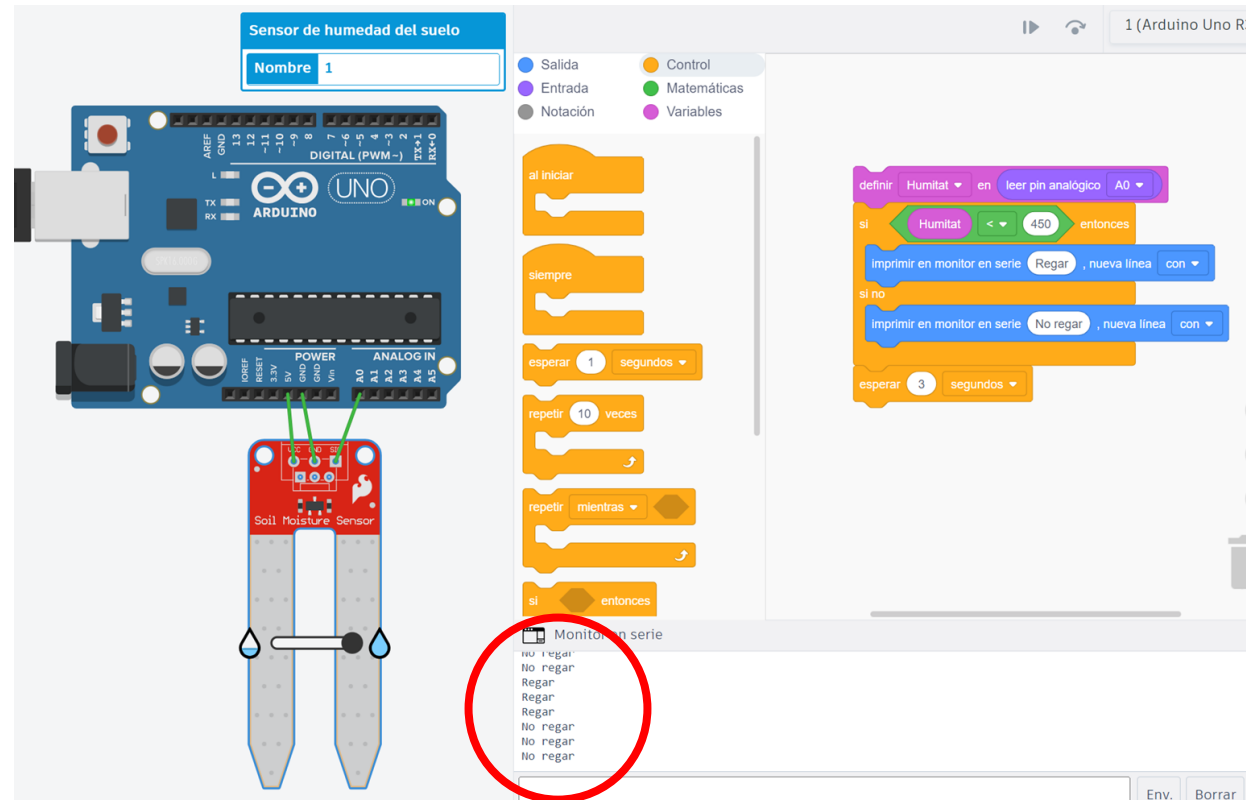 Sensor de humedad del suelo
Nombre 1
1 (Arduino Uno R
Salida
Control
Entrada
Matemáticas
Notación
Variables
AREF
GND
13
12
~11
~10
~9
8
7
~6
~5
4
~3
2
TX→1
RX←0
DIGITAL (PWM~)
L
TX
RX
UNO
ON
ARDUINO
POWER
ANALOG IN
IOREF
RESET
3.3V
5V
GND
GND
Vin
A0
A1
A2
A3
A4
A5
VCC GND SIG
Soil Moisture Sensor
al iniciar
siempre
esperar 1 segundos
repetir 10 veces
repetir mientras
si entonces
definir Humitat en leer pin analógico A0
si Humitat < 450 entonces
imprimir en monitor en serie Regar , nueva línea con
si no
imprimir en monitor en serie No regar , nueva línea con
esperar 3 segundos
Monitor en serie
No regar
No regar
Regar
Regar
Regar
No regar
No regar
No regar
Env.
Borrar